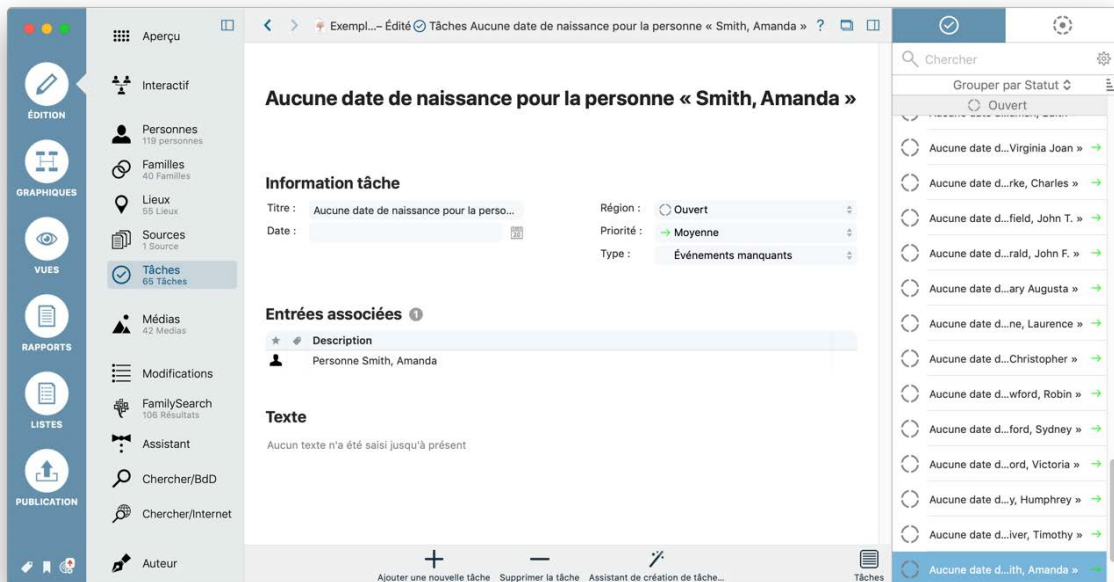 Exempl...– Édité Tâches Aucune date de naissance pour la personne « Smith, Amanda » ?
ÉDITION
GRAPHIQUES
VUES
RAPPORTS
LISTES
PUBLICATION
Aperçu
Interactif
Personnes
119 personnes
Familles
40 Familles
Lieux
55 Lieux
Sources
1 Source
Tâches
65 Tâches
Médias
42 Medias
Modifications
FamilySearch
106 Résultats
Assistant
Chercher/BdD
Chercher/Internet
Auteur
Aucune date de naissance pour la personne « Smith, Amanda »
Information tâche
Titre : Aucune date de naissance pour la perso...
Date :
Région : Ouvert
Priorité : Moyenne
Type : Événements manquants
Entrées associées 1
Description
Personne Smith, Amanda
Texte
Aucun texte n'a été saisi jusqu'à présent
Ajouter une nouvelle tâche Supprimer la tâche Assistant de création de tâche... Tâches
Chercher
Grouper par Statut
Ouvert
Aucune date d...Virginia Joan »
Aucune date d...rke, Charles »
Aucune date d...field, John T. »
Aucune date d...rald, John F. »
Aucune date d...ary Augusta »
Aucune date d...ne, Laurence »
Aucune date d...Christopher »
Aucune date d...wford, Robin »
Aucune date d...ford, Sydney »
Aucune date d...ord, Victoria »
Aucune date d...y, Humphrey »
Aucune date d...iver, Timothy »
Aucune date d...ith, Amanda »